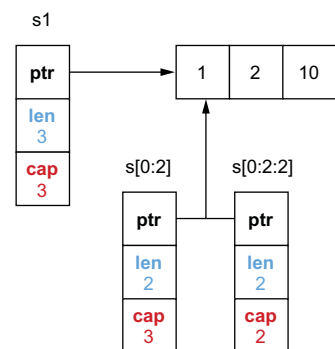 s1
ptr
len
3
cap
3
1 2 10
s[0:2] s[0:2:2]
ptr ptr
len len
2 2
cap cap
3 2